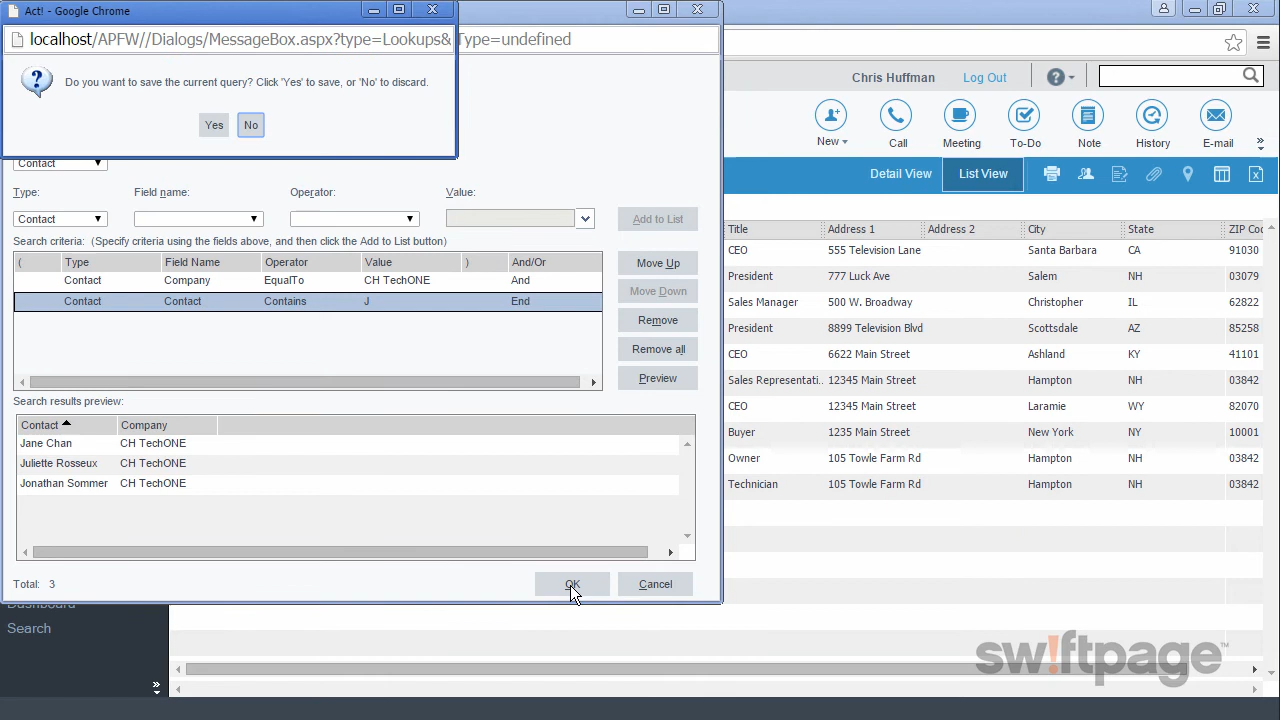 Act! - Google Chrome
localhost/APFW//Dialogs/MessageBox.aspx?type=Lookups&
Type=undefined
Do you want to save the current query? Click 'Yes' to save, or 'No' to discard.
Yes No
Chris Huffman Log Out
New Call Meeting To-Do Note History E-mail
Detail View List View
Contact
Type: Field name: Operator: Value:
Contact Add to List
Search criteria: (Specify criteria using the fields above, and then click the Add to List button)
( Type Field Name Operator Value ) And/Or
Contact Company EqualTo CH TechONE And
Contact Contact Contains J End
Move Up
Move Down
Remove
Remove all
Preview
Search results preview:
Contact Company
Jane Chan CH TechONE
Juliette Rosseux CH TechONE
Jonathan Sommer CH TechONE
Total: 3
OK Cancel
Title Address 1 Address 2 City State ZIP Coc
CEO 555 Television Lane Santa Barbara CA 91030
President 777 Luck Ave Salem NH 03079
Sales Manager 500 W. Broadway Christopher IL 62822
President 8899 Television Blvd Scottsdale AZ 85258
CEO 6622 Main Street Ashland KY 41101
Sales Representati.. 12345 Main Street Hampton NH 03842
CEO 12345 Main Street Laramie WY 82070
Buyer 1235 Main Street New York NY 10001
Owner 105 Towle Farm Rd Hampton NH 03842
Technician 105 Towle Farm Rd Hampton NH 03842
Dashboard
Search
sw!ftpage™